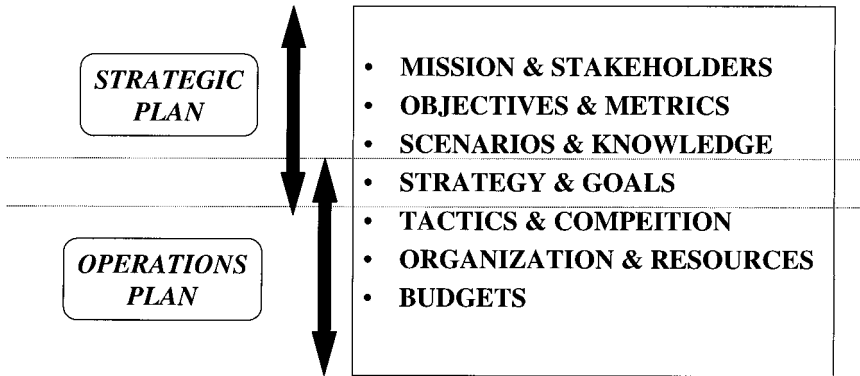 STRATEGIC
PLAN
• MISSION & STAKEHOLDERS
• OBJECTIVES & METRICS
• SCENARIOS & KNOWLEDGE
• STRATEGY & GOALS
• TACTICS & COMPEITION
• ORGANIZATION & RESOURCES
• BUDGETS
OPERATIONS
PLAN